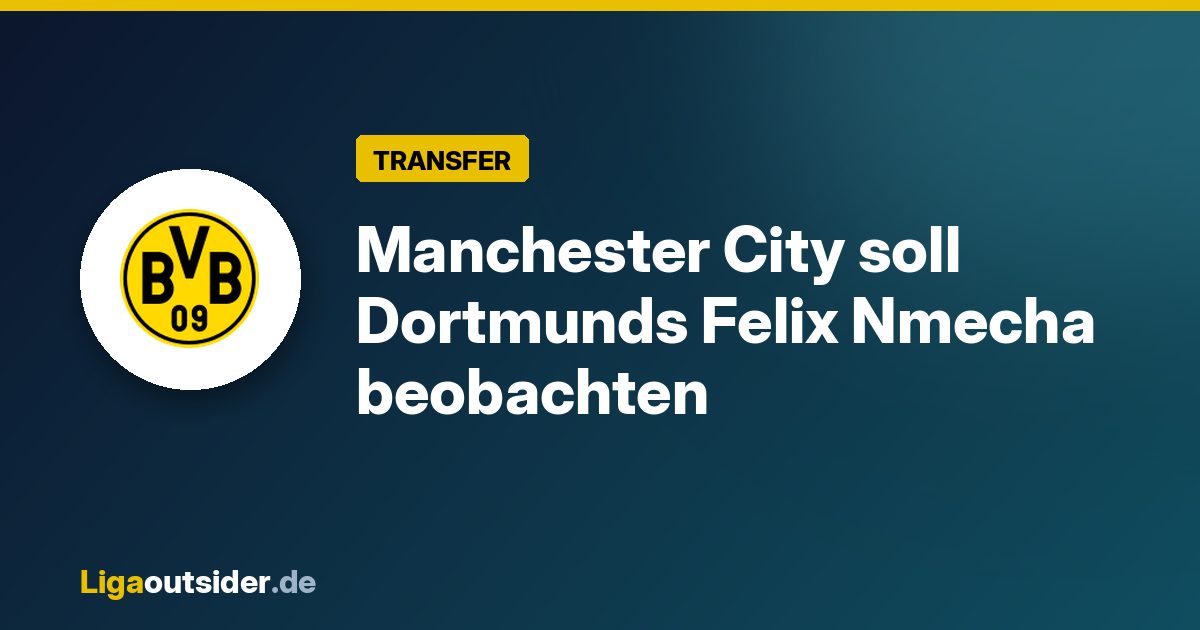 TRANSFER
Manchester City soll
Dortmunds Felix Nmecha
beobachten
BVB
09
Ligaoutsider.de